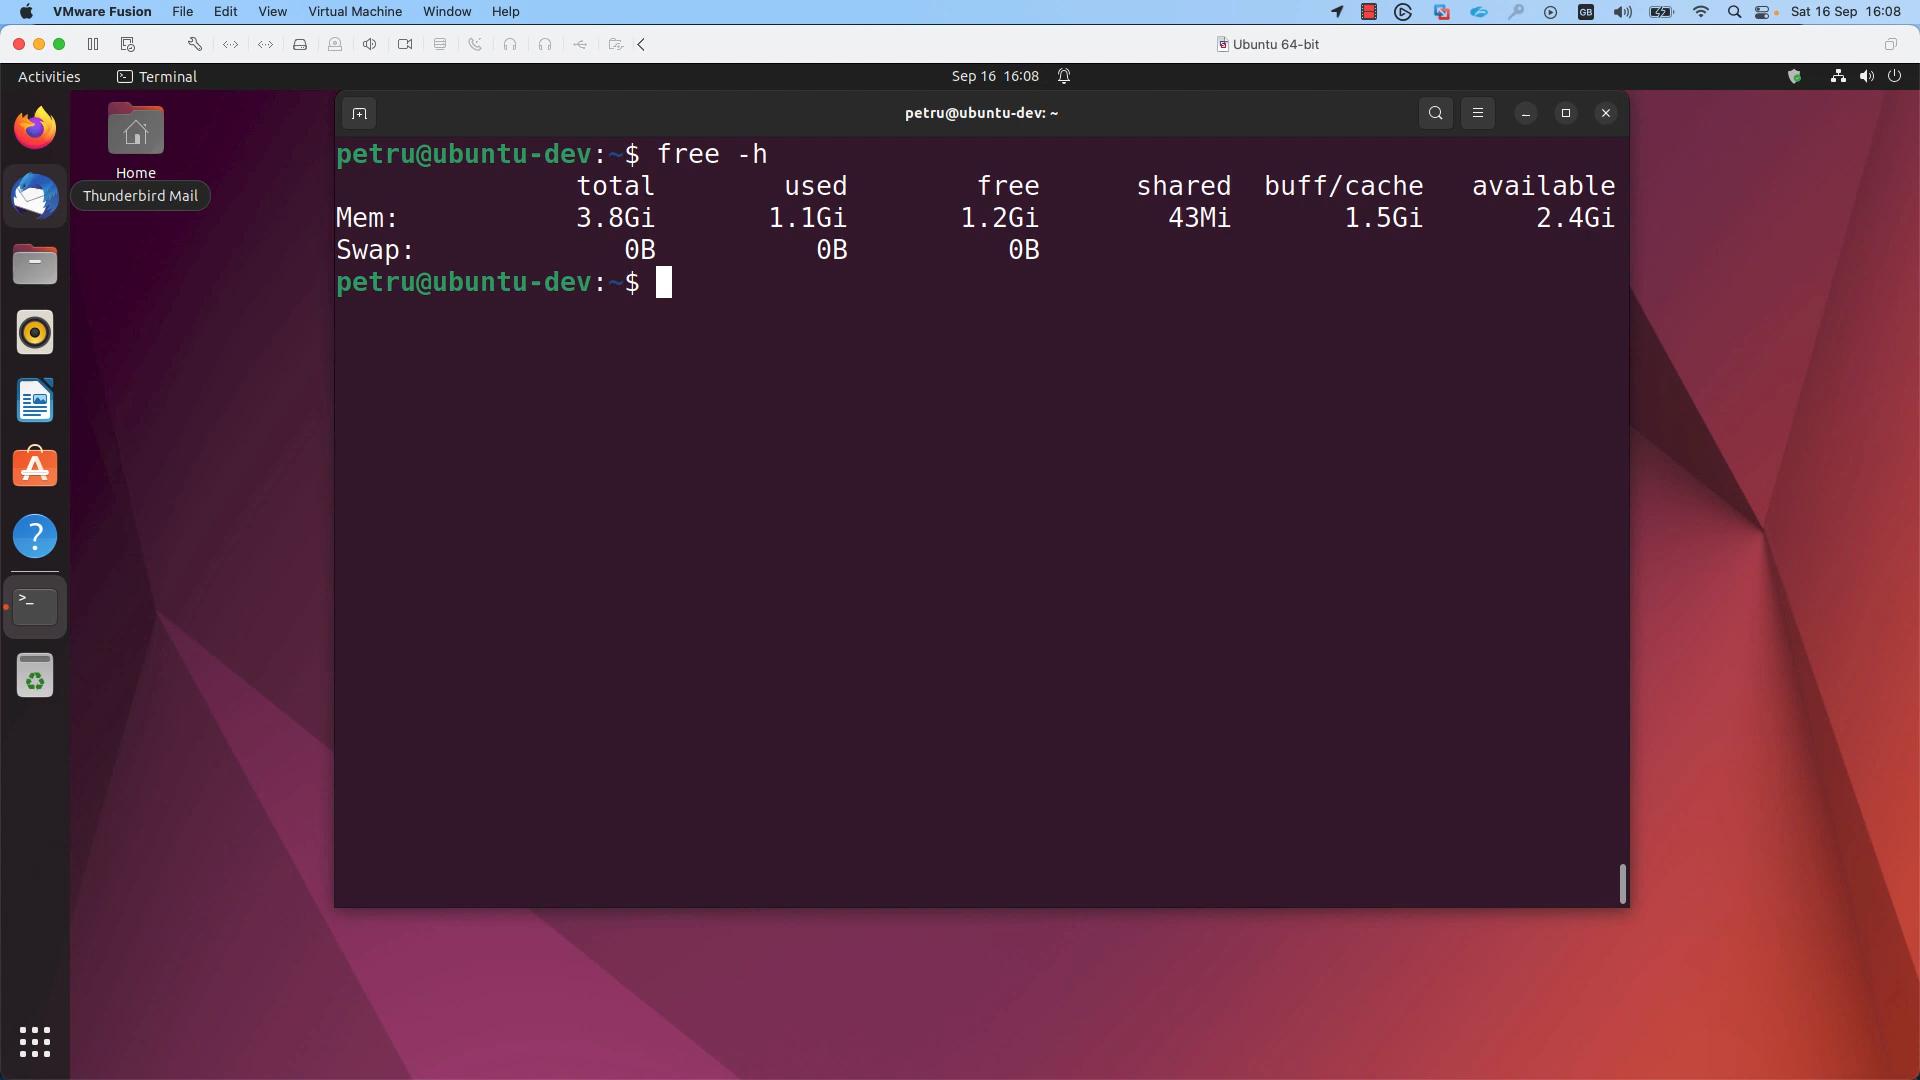 VMware Fusion File Edit View Virtual Machine Window Help GB Sat 16 Sep 16:08
Ubuntu 64-bit
Activities Terminal Sep 16 16:08
petru@ubuntu-dev: ~
Home
Thunderbird Mail
petru@ubuntu-dev:~$ free -h
total used free shared buff/cache available
Mem: 3.8Gi 1.1Gi 1.2Gi 43Mi 1.5Gi 2.4Gi
Swap: 0B 0B 0B
petru@ubuntu-dev:~$